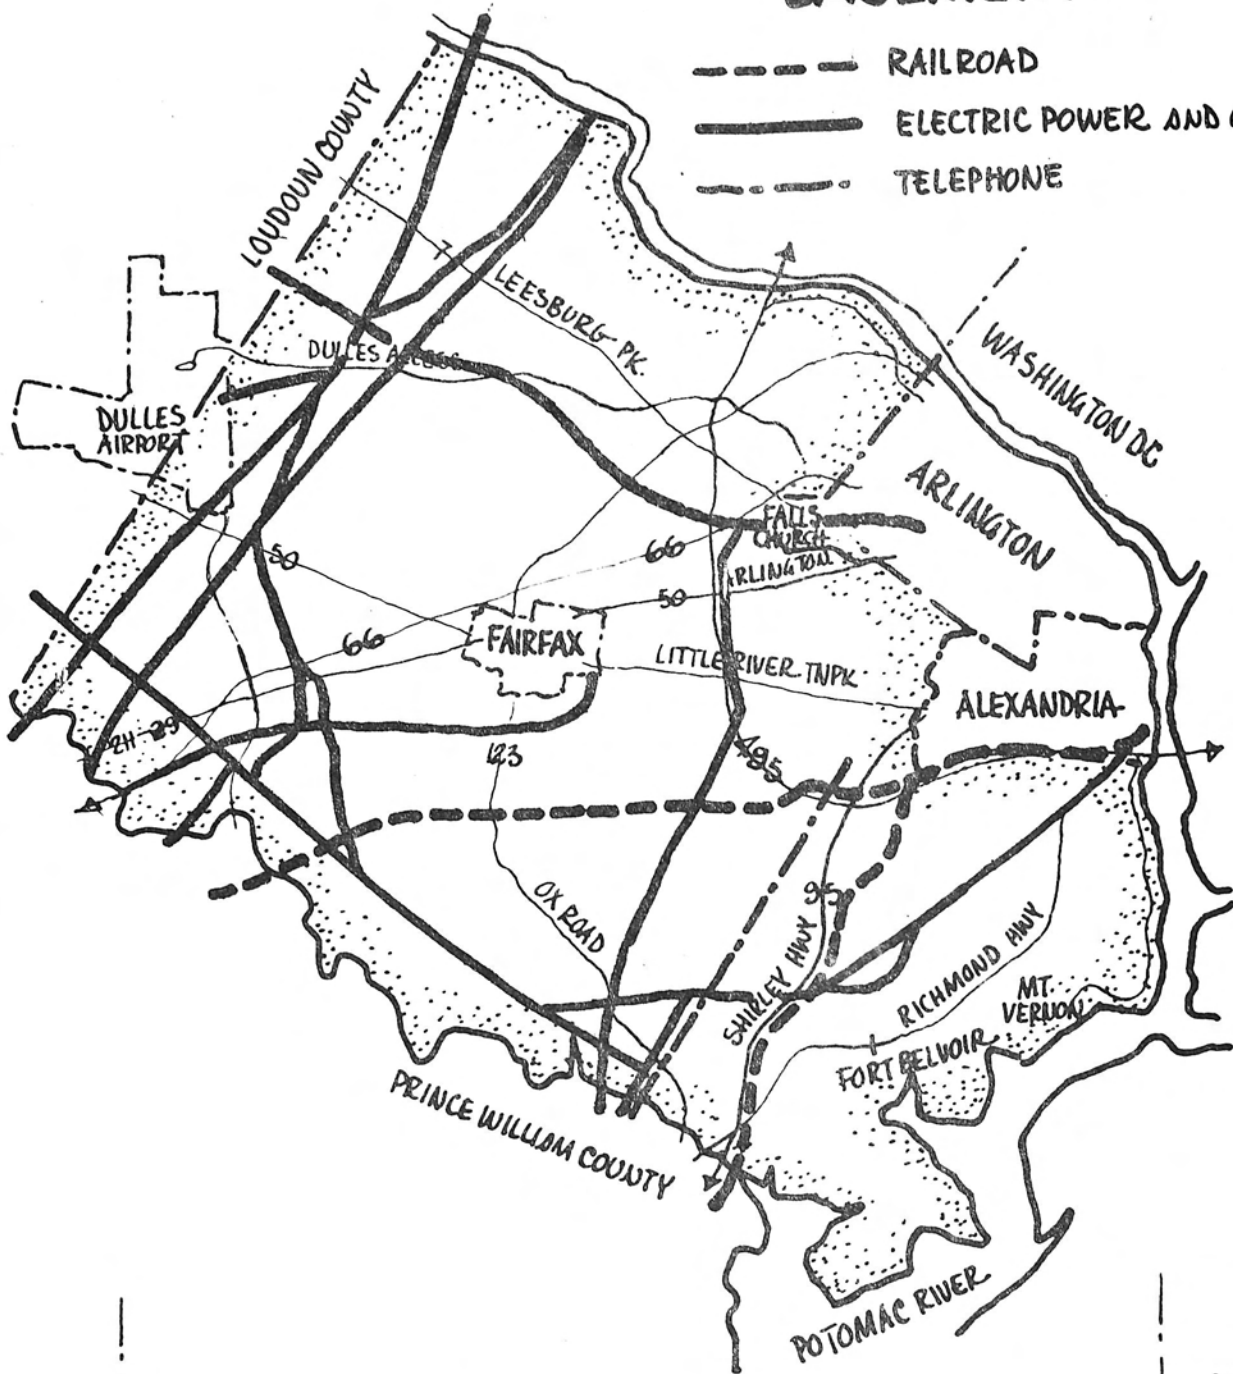 RAILROAD
ELECTRIC POWER AND
TELEPHONE
LOUDOUN COUNTY
7
LEESBURG PK
DULLES ACCESS
WASHINGTON DC
DULLES
AIRPORT
ARLINGTON
FALLS
CHURCH
66
ARLINGTON
50
50
66
FAIRFAX
LITTLE RIVER TNPK
ALEXANDRIA
211 29
123
495
OX ROAD
95
SHIRLEY HWY
RICHMOND HWY
MT.
VERNON
FORT BELVOIR
PRINCE WILLIAM COUNTY
POTOMAC RIVER